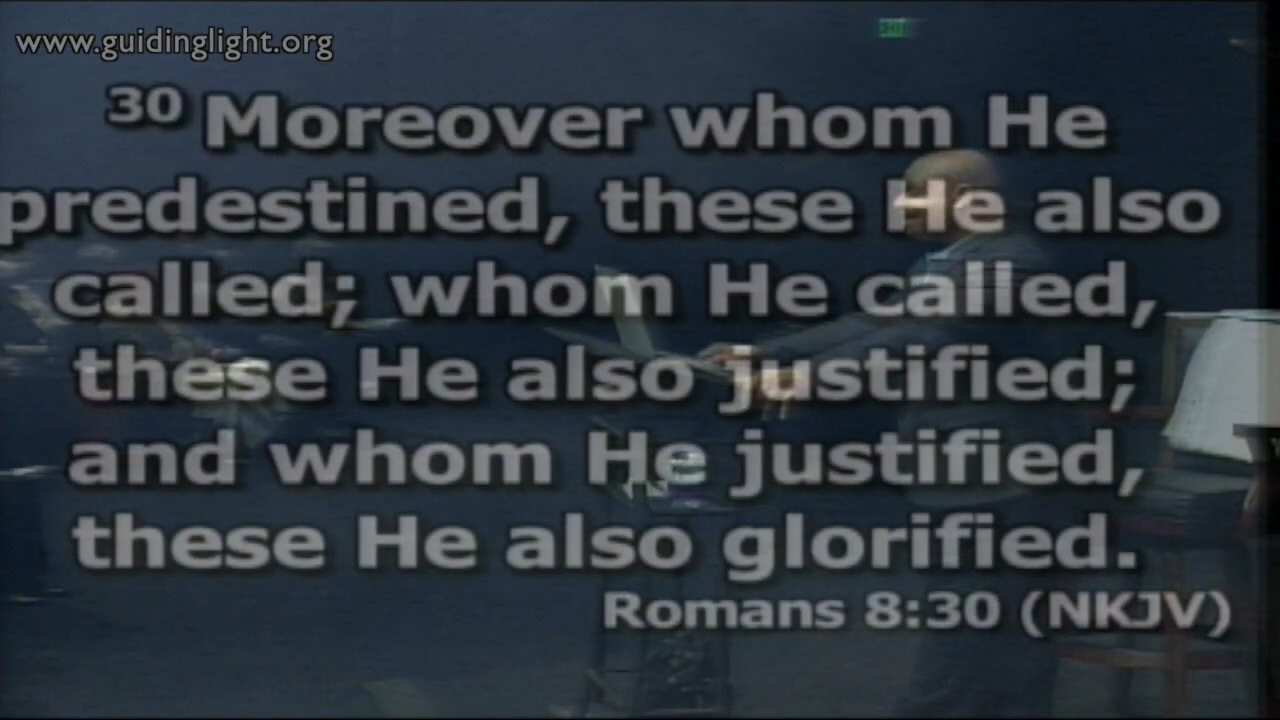 www.guidinglight.org
30 Moreover whom He
predestined, these He also
called; whom He called,
these He also justified;
and whom He justified,
these He also glorified.
Romans 8:30 (NKJV)